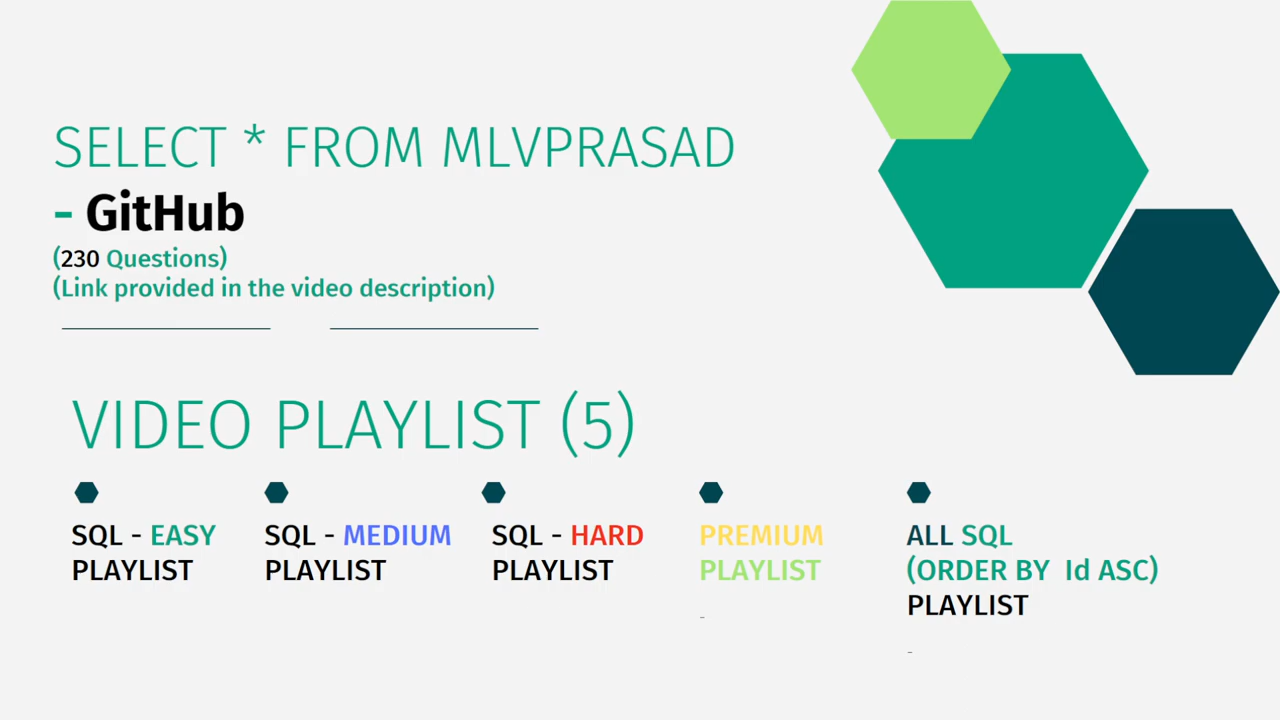 SELECT * FROM MLVPRASAD
- GitHub
(230 Questions)
(Link provided in the video description)
VIDEO PLAYLIST (5)
SQL - EASY
PLAYLIST
SQL - MEDIUM
PLAYLIST
SQL - HARD
PLAYLIST
PREMIUM
PLAYLIST
-
ALL SQL
(ORDER BY Id ASC)
PLAYLIST
-